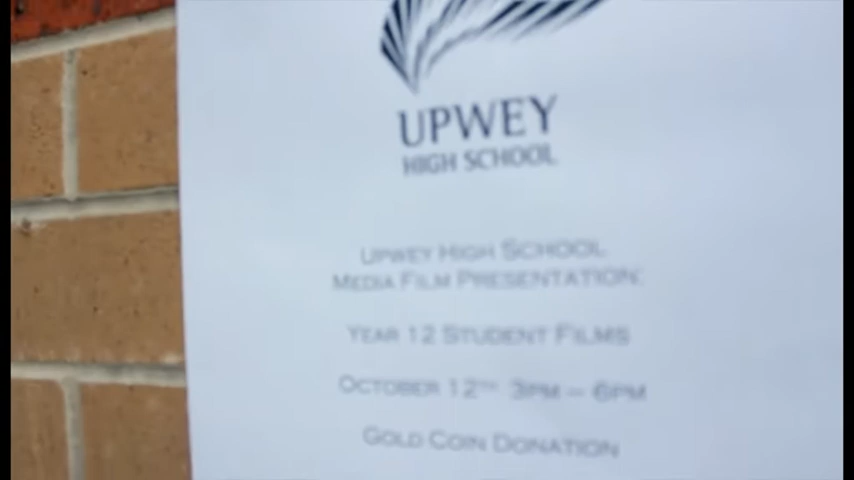 UPWEY
HIGH SCHOOL
UPWEY HIGH SCHOOL
MEDIA FILM PRESENTATION:
YEAR 12 STUDENT FILMS
OCTOBER 12TH 3PM – 6PM
GOLD COIN DONATION